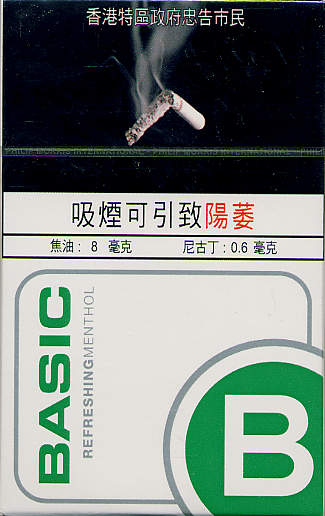 香港特區政府忠告市民
PHILIP MORRIS INTERNATIONAL PHILIP MORRIS INTERNATIONAL
吸煙可引致陽萎
焦油: 8 毫克 尼古丁: 0.6 毫克
BASIC
REFRESHINGMENTHOL
B